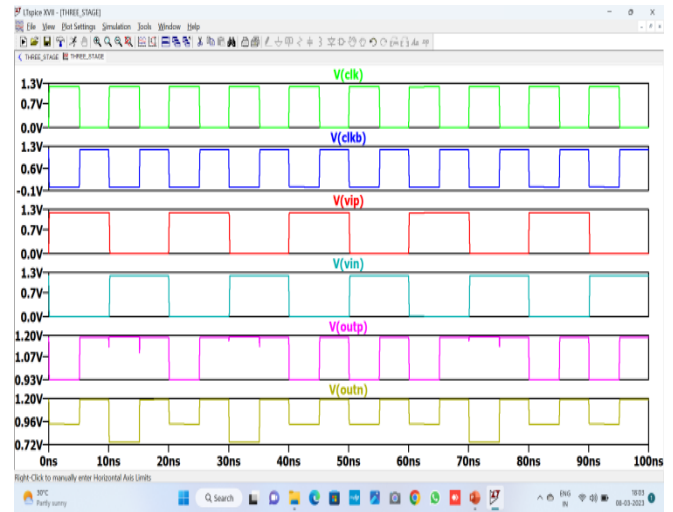 LTspice XVII - [THREE_STAGE]
File View Plot Settings Simulation Tools Window Help
THREE_STAGE THREE_STAGE
V(clk)
1.3V
0.7V
0.0V
V(clkb)
1.3V
0.6V
-0.1V
V(vip)
1.3V
0.7V
0.0V
V(vin)
1.3V
0.7V
0.0V
V(outp)
1.20V
1.07V
0.93V
V(outn)
1.20V
0.96V
0.72V
0ns 10ns 20ns 30ns 40ns 50ns 60ns 70ns 80ns 90ns 100ns
Right-Click to manually enter Horizontal Axis Limits
30°C
Partly sunny
Search
ENG
IN
18:03
08-03-2023